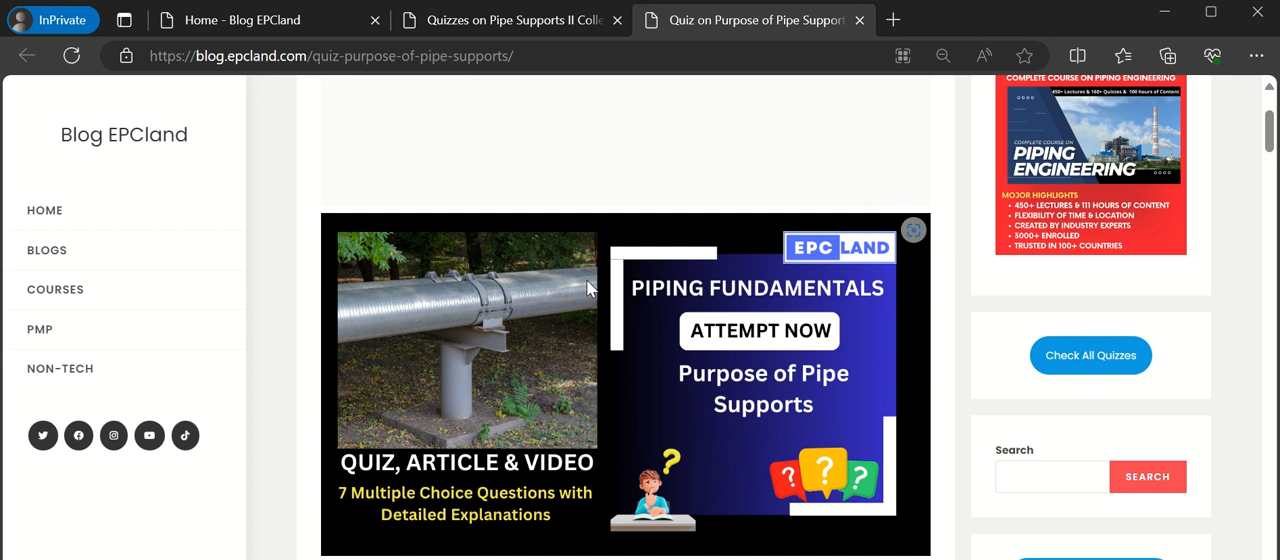 InPrivate
Home - Blog EPCland
Quizzes on Pipe Supports II Colle
Quiz on Purpose of Pipe Support
https://blog.epcland.com/quiz-purpose-of-pipe-supports/
Blog EPCland
HOME
BLOGS
COURSES
PMP
NON-TECH
EPC LAND
PIPING FUNDAMENTALS
ATTEMPT NOW
Purpose of Pipe
Supports
QUIZ, ARTICLE & VIDEO
7 Multiple Choice Questions with
Detailed Explanations
? ? ? ?
COMPLETE COURSE ON PIPING ENGINEERING
450+ Lectures & 160+ Quizzes & 100 hours of Content
COMPLETE COURSE ON
PIPING
ENGINEERING
MOJOR HIGHLIGHTS
• 450+ LECTURES & 111 HOURS OF CONTENT
• FLEXIBILITY OF TIME & LOCATION
• CREATED BY INDUSTRY EXPERTS
• 3000+ ENROLLED
• TRUSTED IN 100+ COUNTRIES
Check All Quizzes
Search
SEARCH